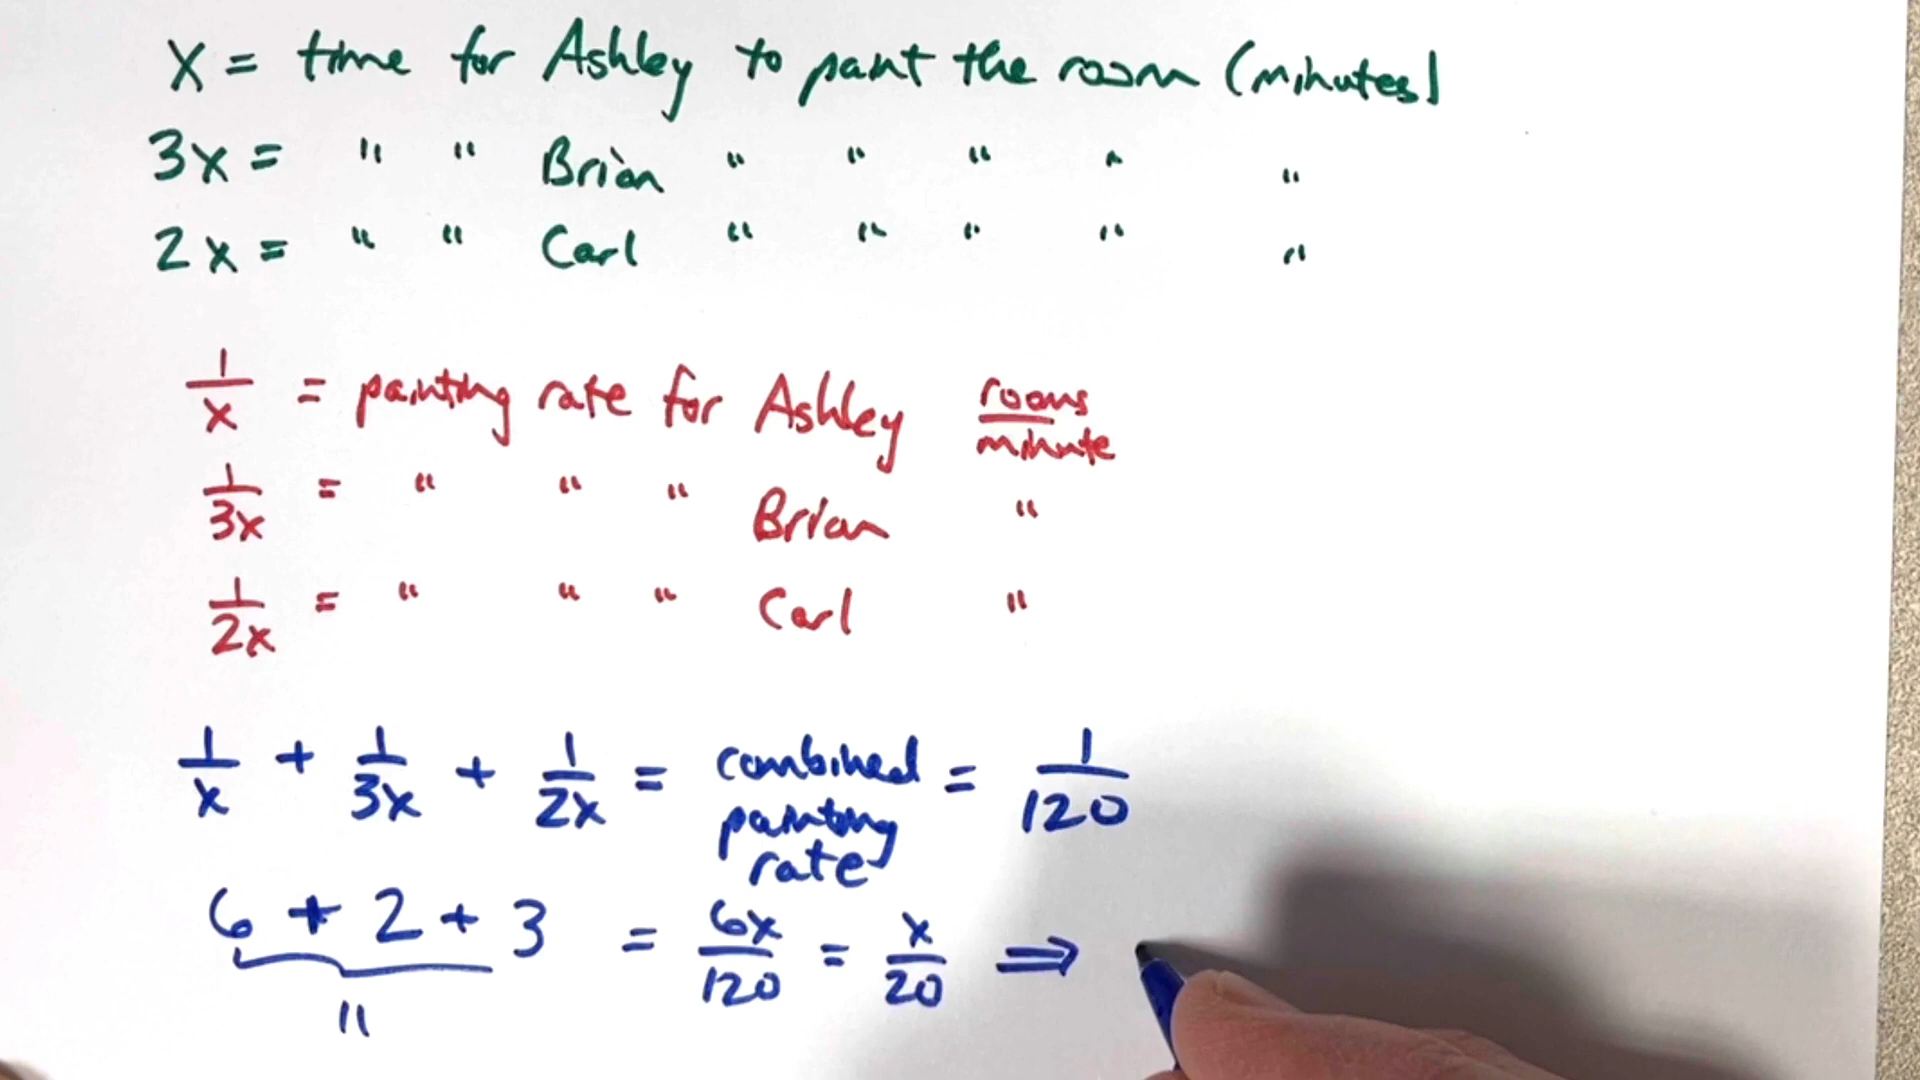 x = time for Ashley to paint the room (minutes)
3x = " " Brian " " " " "
2x = " " Carl " " " " "
1/x = painting rate for Ashley rooms/minute
1/3x = " " " Brian "
1/2x = " " " Carl "
1/x + 1/3x + 1/2x = combined painting rate = 1/120
6 + 2 + 3 = 6x/120 = x/20 ⇒
11